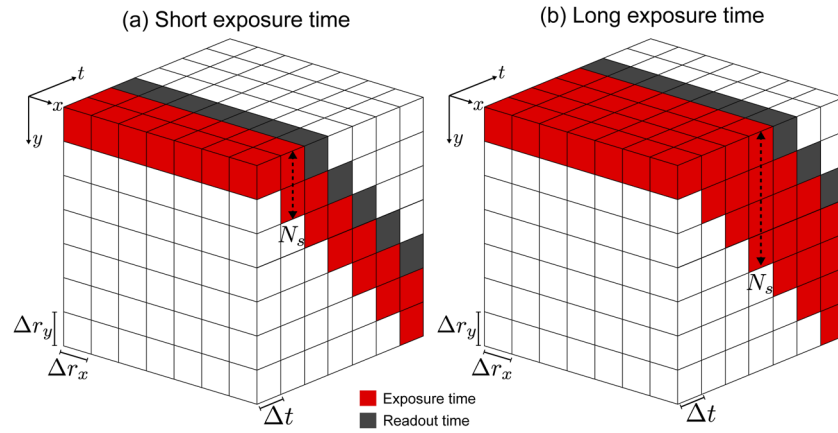 (a) Short exposure time
(b) Long exposure time
t
x
y
t
x
y
N_s
N_s
Δr_y
Δr_x
Δt
Δr_y
Δr_x
Δt
Exposure time
Readout time